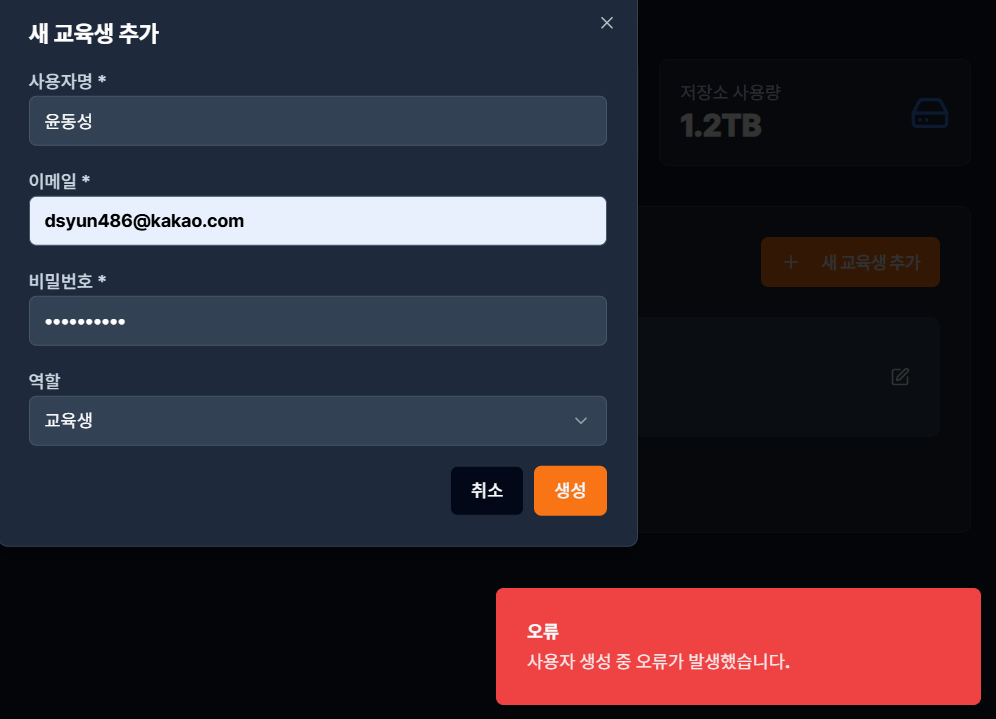 새 교육생 추가
사용자명 *
윤동성
이메일 *
dsyun486@kakao.com
비밀번호 *
••••••••••
역할
교육생
취소
생성
저장소 사용량
1.2TB
새 교육생 추가
오류
사용자 생성 중 오류가 발생했습니다.